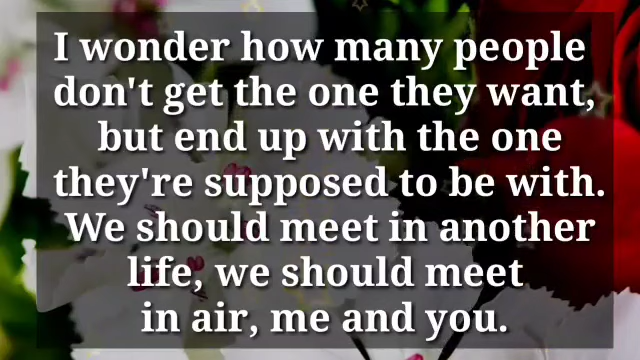 I wonder how many people
don't get the one they want,
but end up with the one
they're supposed to be with.
We should meet in another
life, we should meet
in air, me and you.